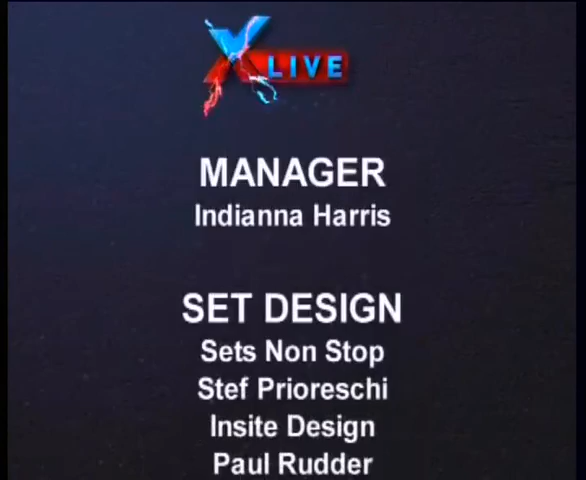 X LIVE
MANAGER
Indianna Harris
SET DESIGN
Sets Non Stop
Stef Prioreschi
Insite Design
Paul Rudder